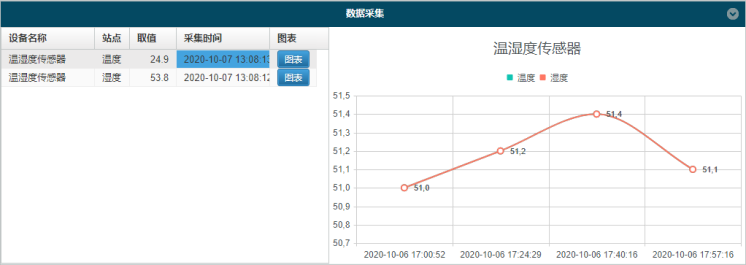 数据采集
设备名称 站点 取值 采集时间 图表
温湿度传感器 温度 24.9 2020-10-07 13:08:13 图表
温湿度传感器 湿度 53.8 2020-10-07 13:08:12 图表
温湿度传感器
温度 湿度
51,5
51,4
51,3
51,2
51,1
51,0
50,9
50,8
50,7
51,0
51,2
51,4
51,1
2020-10-06 17:00:52 2020-10-06 17:24:29 2020-10-06 17:40:16 2020-10-06 17:57:16